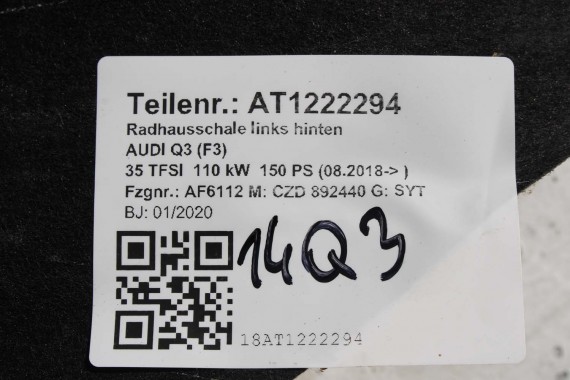 Teilenr.: AT1222294
Radhausschale links hinten
AUDI Q3 (F3)
35 TFSI 110 kW 150 PS (08.2018-> )
Fzgnr.: AF6112 M: CZD 892440 G: SYT
BJ: 01/2020
14Q3
18AT1222294